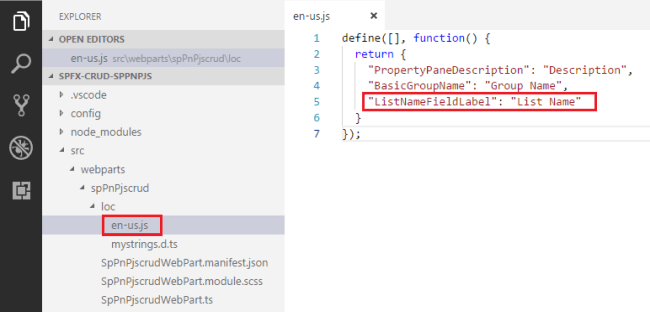 EXPLORER
OPEN EDITORS
en-us.js src\webparts\spPnPjscrud\loc
SPFX-CRUD-SPPNPJS
.vscode
config
node_modules
src
webparts
spPnPjscrud
loc
en-us.js
mystrings.d.ts
SpPnPjscrudWebPart.manifest.json
SpPnPjscrudWebPart.module.scss
SpPnPjscrudWebPart.ts
en-us.js ×
1 define([], function() {
2 return {
3 "PropertyPaneDescription": "Description",
4 "BasicGroupName": "Group Name",
5 "ListNameFieldLabel": "List Name"
6 }
7 });